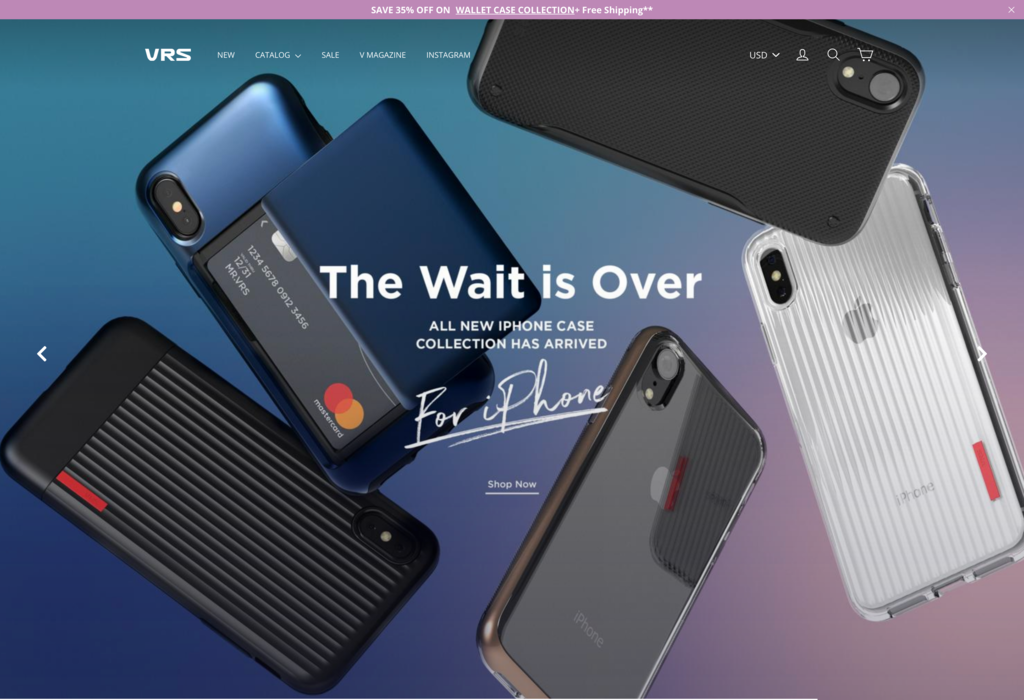 SAVE 35% OFF ON WALLET CASE COLLECTION+ Free Shipping**
VRS
NEW
CATALOG
SALE
V MAGAZINE
INSTAGRAM
USD
1234 5678 0912 3456
12/31
MR.VRS
mastercard
The Wait is Over
ALL NEW IPHONE CASE
COLLECTION HAS ARRIVED
For iPhone
Shop Now
iPhone
iPhone